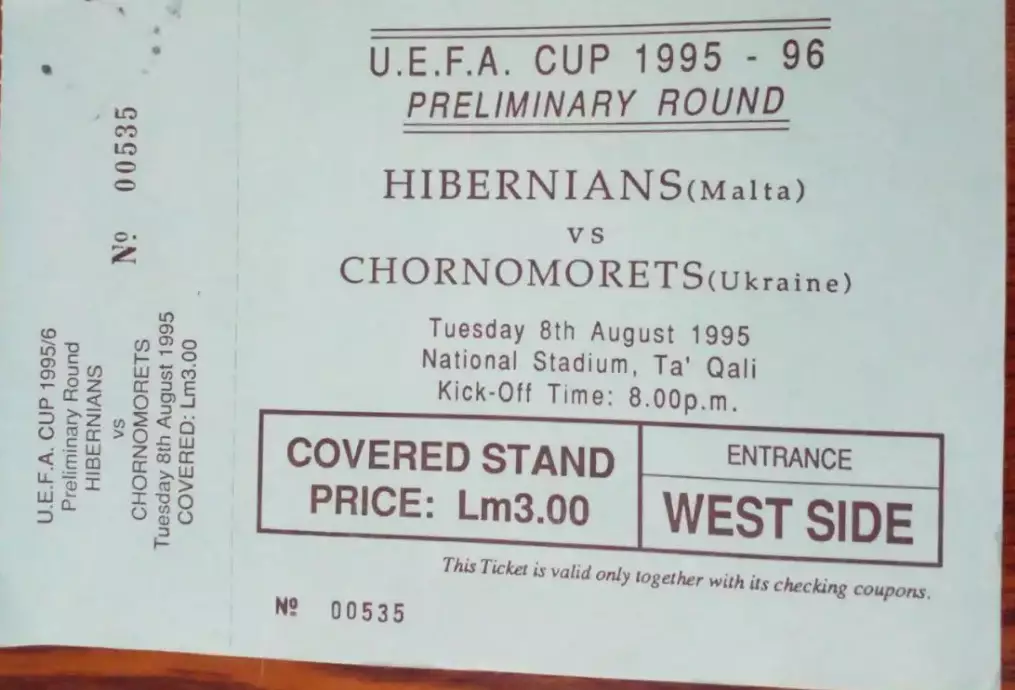 U.E.F.A. CUP 1995 - 96
PRELIMINARY ROUND
HIBERNIANS(Malta)
vs
CHORNOMORETS(Ukraine)
Tuesday 8th August 1995
National Stadium, Ta' Qali
Kick-Off Time: 8.00p.m.
COVERED STAND
PRICE: Lm3.00
ENTRANCE
WEST SIDE
This Ticket is valid only together with its checking coupons.
Nº 00535
Nº 00535
U.E.F.A. CUP 1995/6
Preliminary Round
HIBERNIANS
vs
CHORNOMORETS
Tuesday 8th August 1995
COVERED: Lm3.00